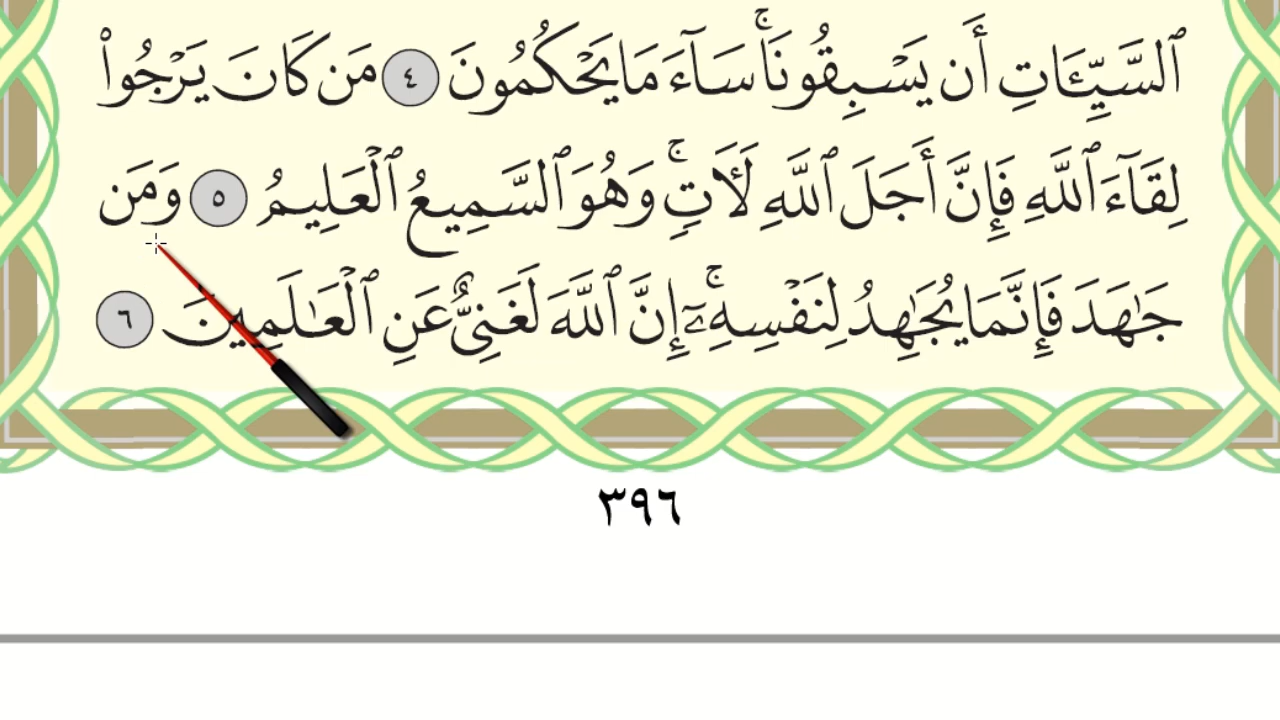 ٱلسَّيِّـَٔاتِ أَن يَسْبِقُونَاۚ سَآءَ مَا يَحْكُمُونَ ٤ مَن كَانَ يَرْجُوا۟
لِقَآءَ ٱللَّهِ فَإِنَّ أَجَلَ ٱللَّهِ لَـَٔاتٍۚ وَهُوَ ٱلسَّمِيعُ ٱلْعَلِيمُ ٥ وَمَن
جَـٰهَدَ فَإِنَّمَا يُجَـٰهِدُ لِنَفْسِهِۦٓۚ إِنَّ ٱللَّهَ لَغَنِىٌّ عَنِ ٱلْعَـٰلَمِينَ ٦
٣٩٦